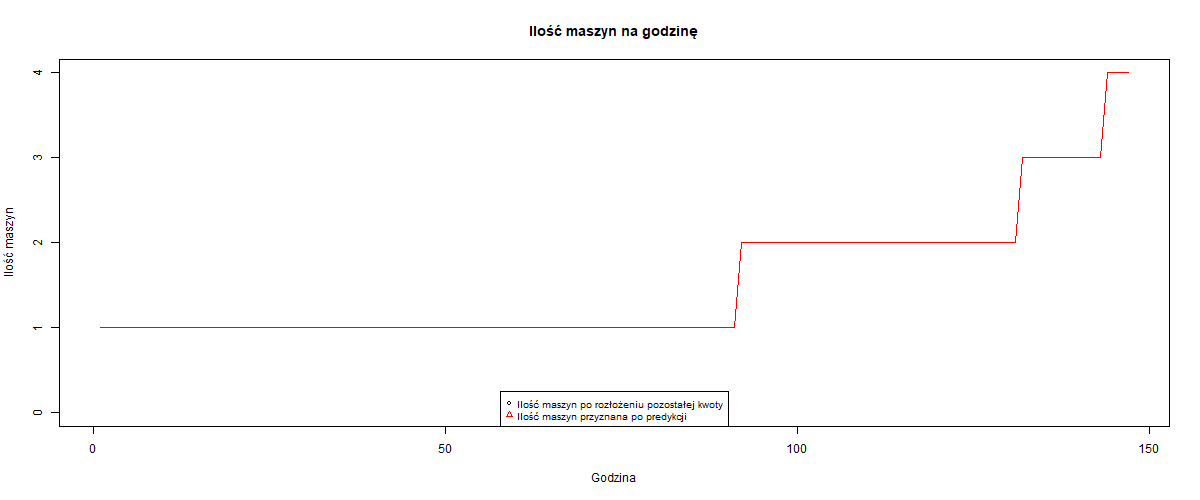 Ilość maszyn na godzinę
Ilość maszyn
4
3
2
1
0
Ilość maszyn po rozłożeniu pozostałej kwoty
Ilość maszyn przyznana po predykcji
0 50 100 150
Godzina